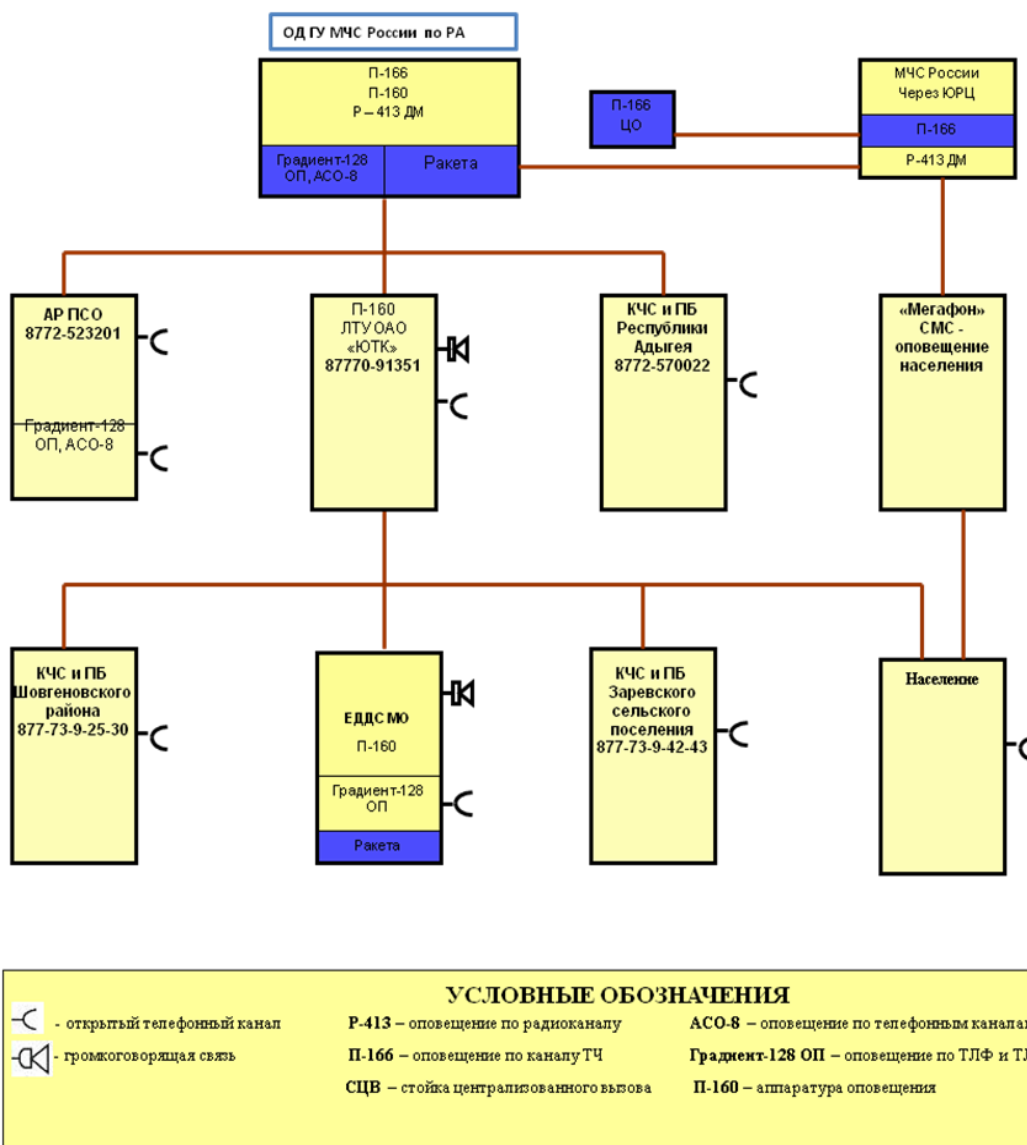 ОД ГУ МЧС России по РА
П-166
П-160
Р – 413 ДМ
Градиент-128
ОП, АСО-8
Ракета
П-166
ЦО
МЧС России
Через ЮРЦ
П-166
Р-413 ДМ
АР ПСО
8772-523201
Градиент-128
ОП, АСО-8
П-160
ЛТУ ОАО
«ЮТК»
87770-91351
КЧС и ПБ
Республики
Адыгея
8772-570022
«Мегафон»
СМС -
оповещение
населения
КЧС и ПБ
Шовгеновского
района
877-73-9-25-30
ЕДДС МО
П-160
Градиент-128
ОП
Ракета
КЧС и ПБ
Заревского
сельского
поселения
877-73-9-42-43
Население
УСЛОВНЫЕ ОБОЗНАЧЕНИЯ
- открытый телефонный канал
- громкоговорящая связь
Р-413 – оповещение по радиоканалу
П-166 – оповещение по каналу ТЧ
СЦВ – стойка централизованного вызова
АСО-8 – оповещение по телефонным
Градиент-128 ОП – оповещение по ТЛФ и
П-160 – аппаратура оповещения